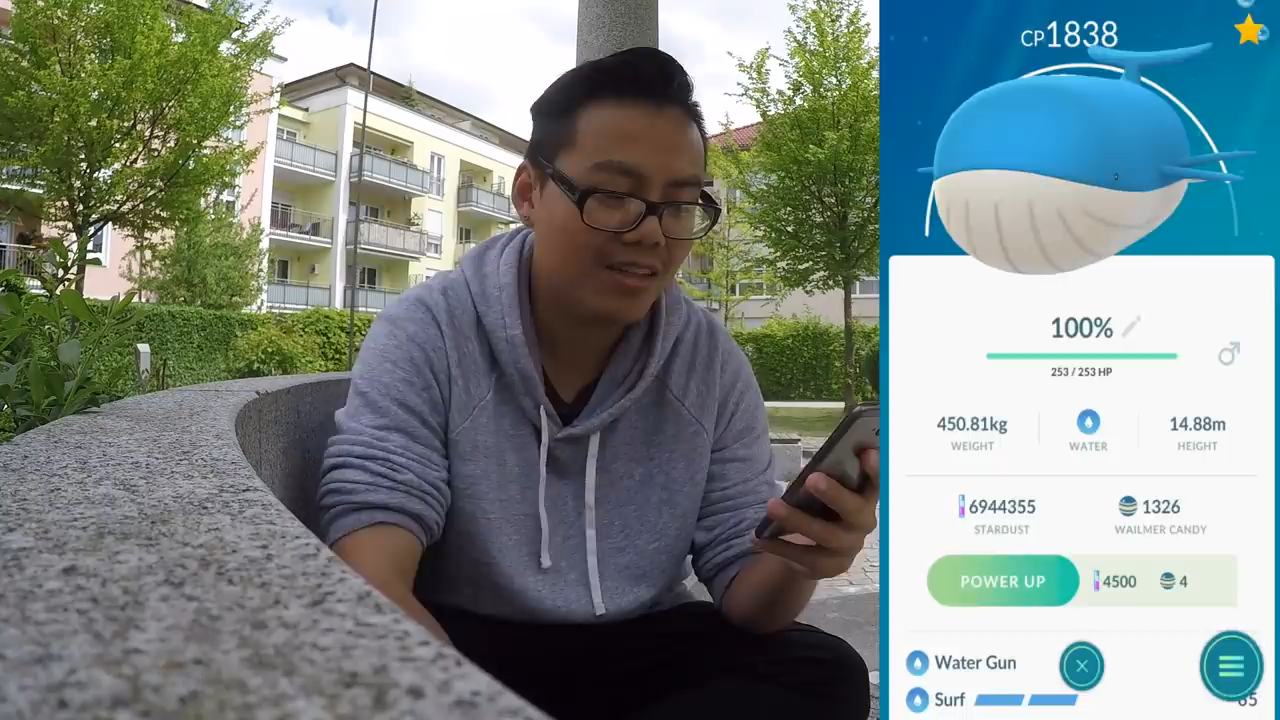 CP1838
100%
253 / 253 HP
450.81kg
WEIGHT
WATER
14.88m
HEIGHT
6944355
STARDUST
1326
WAILMER CANDY
POWER UP
4500
4
Water Gun
Surf
65